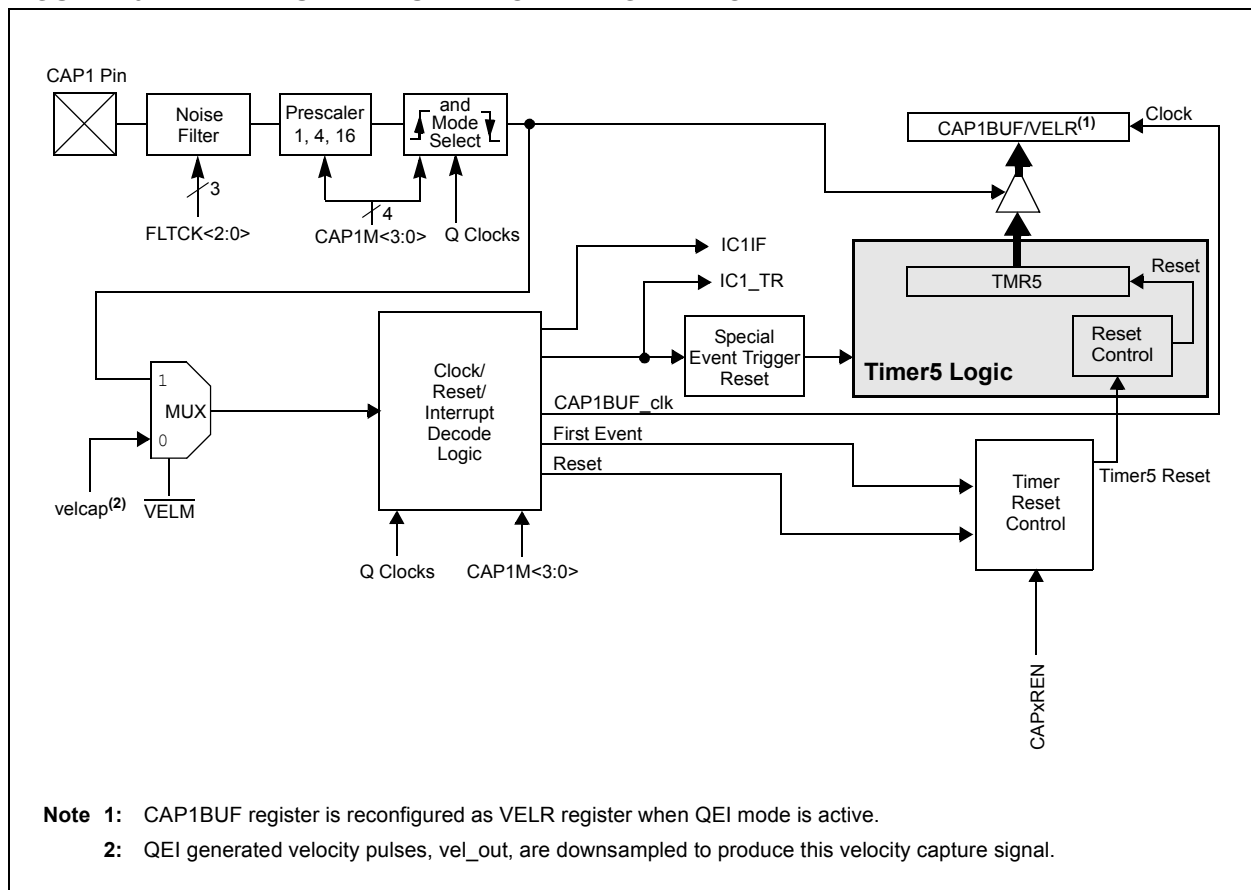 CAP1 Pin
Noise
Filter
Prescaler
1, 4, 16
and
Mode
Select
3
FLTCK<2:0>
4
CAP1M<3:0>
Q Clocks
CAP1BUF/VELR(1)
Clock
IC1IF
IC1_TR
TMR5
Reset
Reset
Control
Timer5 Logic
Special
Event Trigger
Reset
1
MUX
0
velcap(2)
VELM
Clock/
Reset/
Interrupt
Decode
Logic
CAP1BUF_clk
First Event
Reset
Q Clocks
CAP1M<3:0>
Timer
Reset
Control
Timer5 Reset
CAPxREN
Note 1: CAP1BUF register is reconfigured as VELR register when QEI mode is active.
2: QEI generated velocity pulses, vel_out, are downsampled to produce this velocity capture signal.